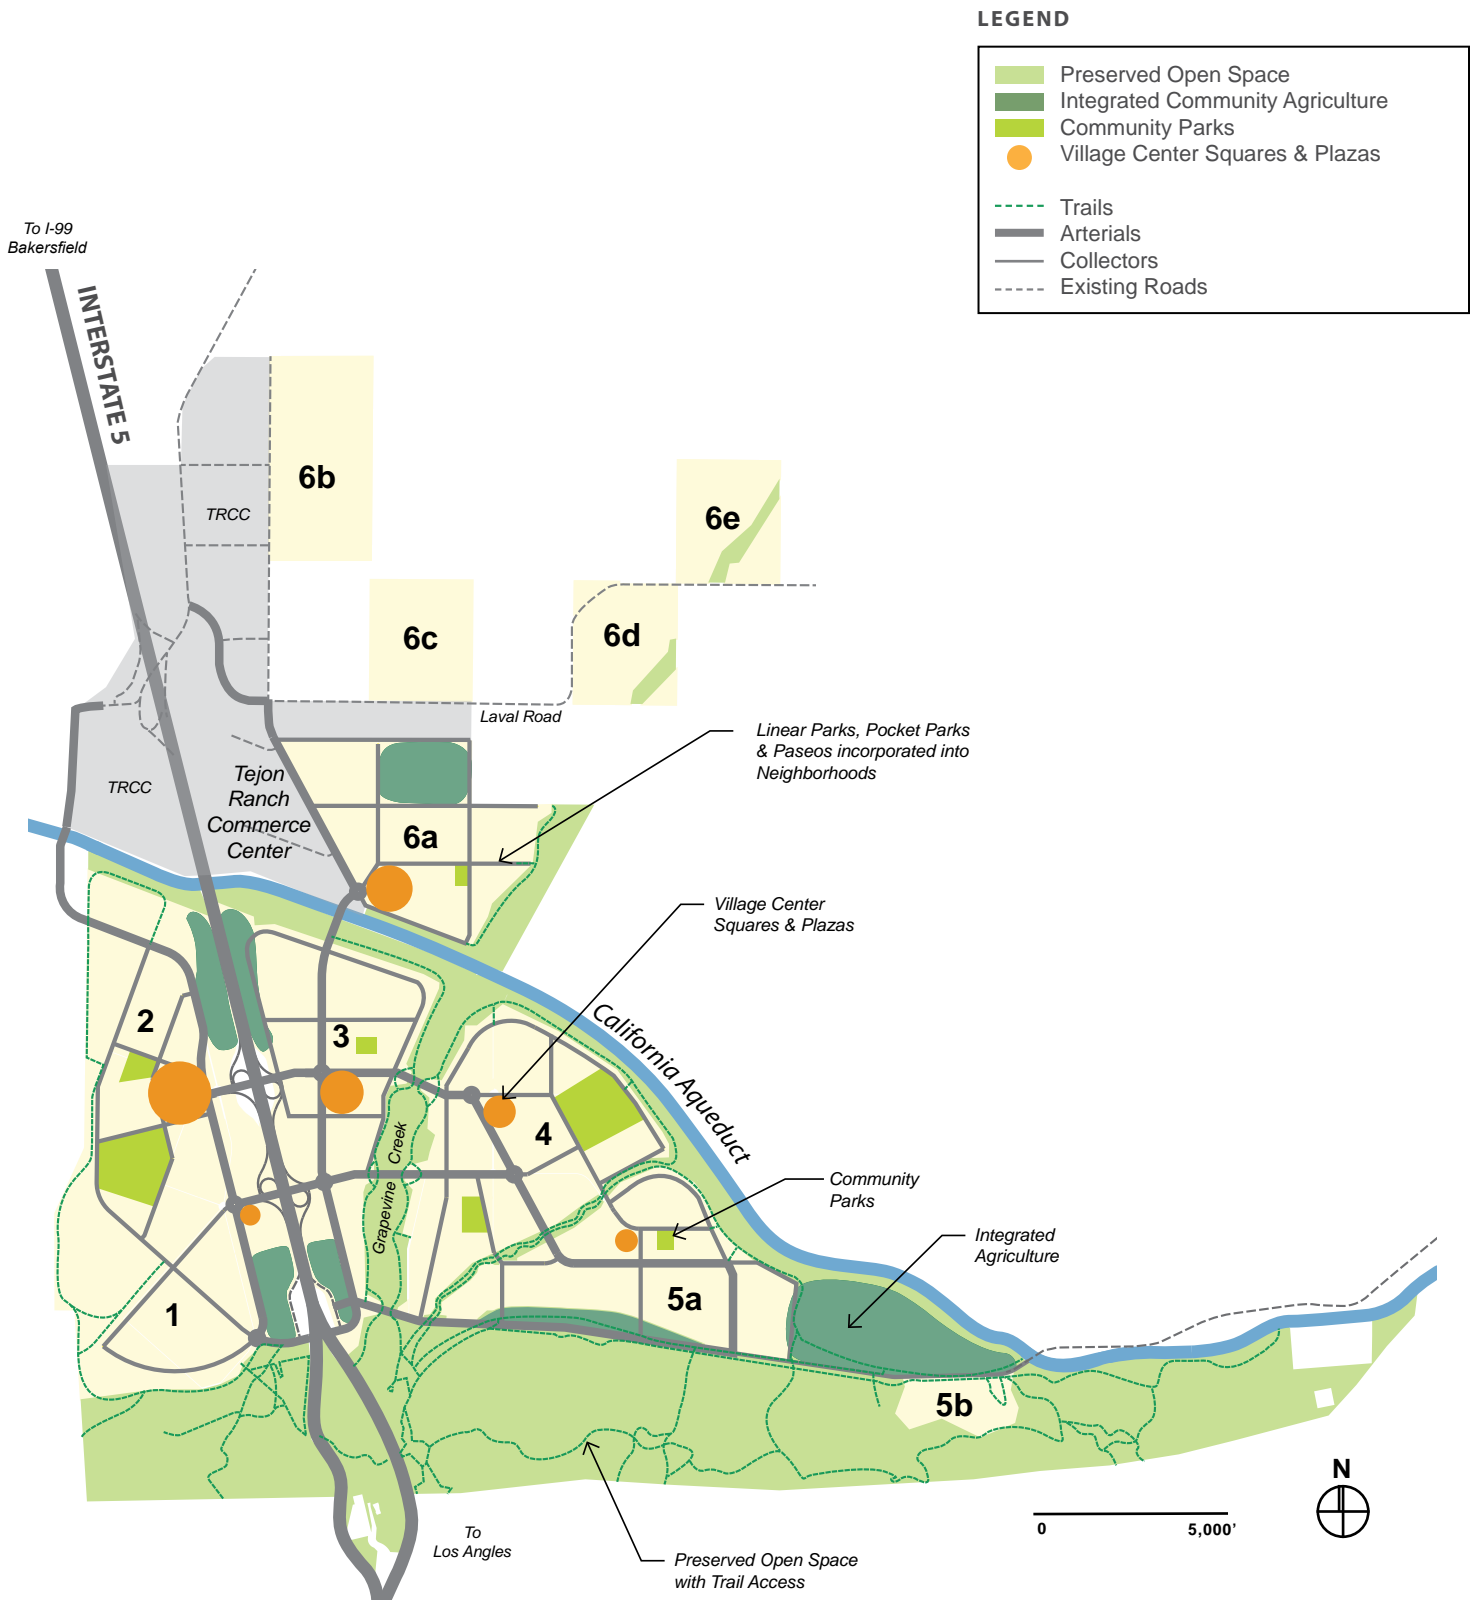 LEGEND
Preserved Open Space
Integrated Community Agriculture
Community Parks
Village Center Squares & Plazas
Trails
Arterials
Collectors
Existing Roads
To I-99
Bakersfield
INTERSTATE 5
6b
TRCC
6e
6c
6d
Laval Road
Linear Parks, Pocket Parks
& Paseos incorporated into
Neighborhoods
TRCC
Tejon
Ranch
Commerce
Center
6a
Village Center
Squares & Plazas
2
3
California Aqueduct
4
Grapevine Creek
Community
Parks
Integrated
Agriculture
1
5a
5b
N
0
5,000’
To
Los Angles
Preserved Open Space
with Trail Access